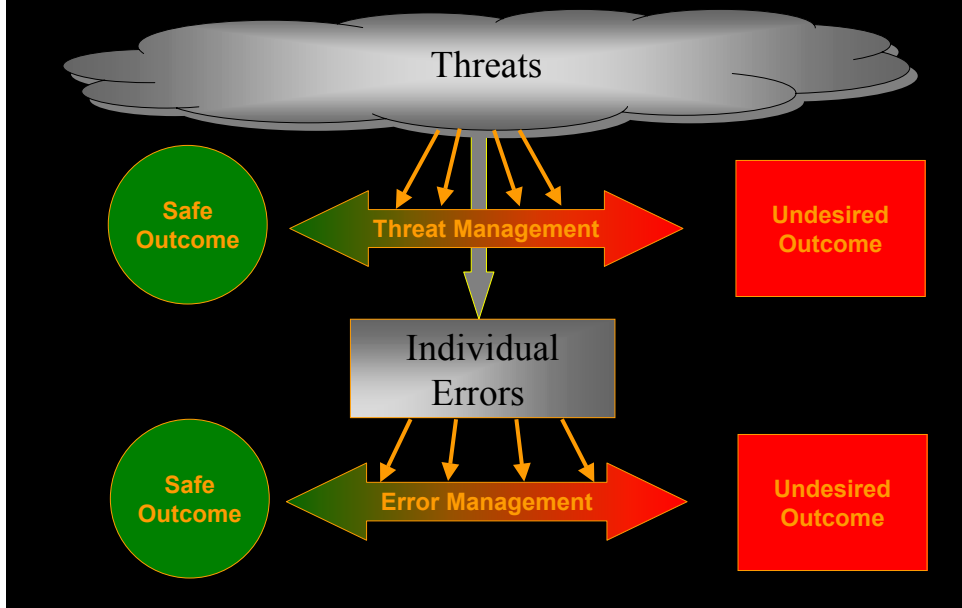 Threats
Safe
Outcome
Threat Management
Undesired
Outcome
Individual
Errors
Safe
Outcome
Error Management
Undesired
Outcome